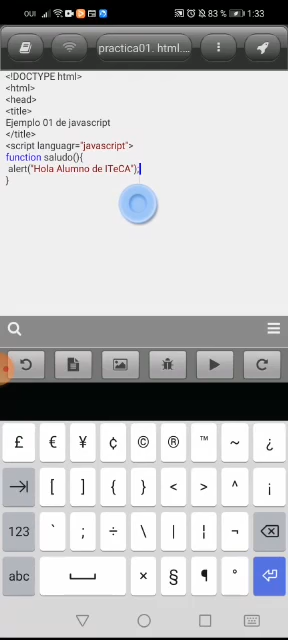 OUI 83 % 1:33
practica01. html....
<!DOCTYPE html>
<html>
<head>
<title>
Ejemplo 01 de javascript
</title>
<script languagr="javascript">
function saludo(){
alert("Hola Alumno de ITeCA");
}
£ € ¥ ¢ © ® ™ ~ ¿
[ ] { } < > ^ ¡
123 ` ; ÷ \ | ¦ ¬
abc × § ¶ °